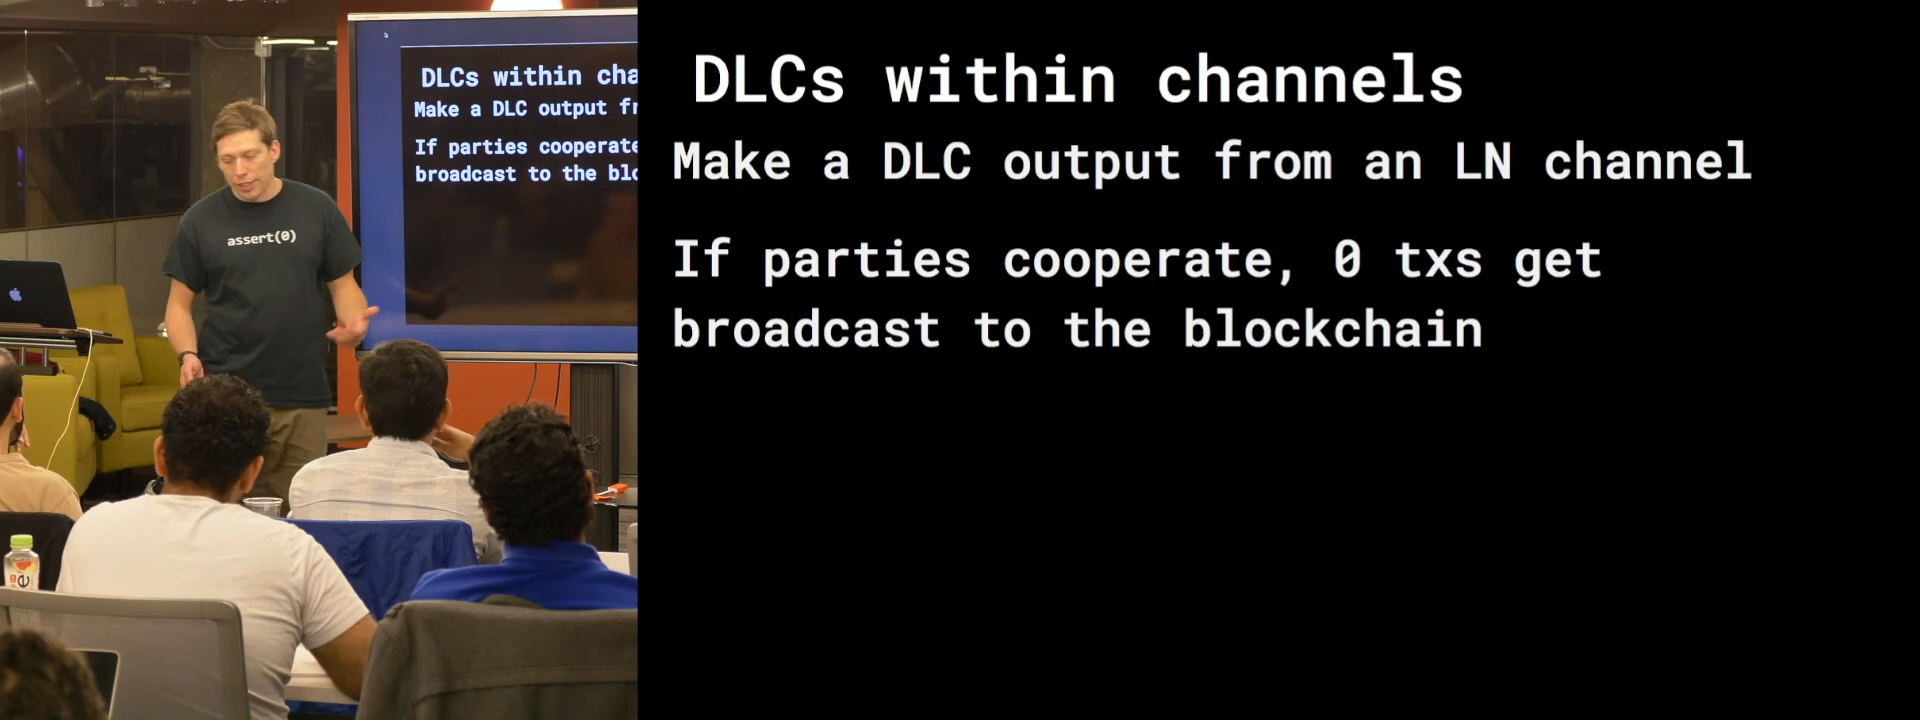 DLCs within cha
Make a DLC output fr
If parties cooperate
broadcast to the blo
assert(0)
DLCs within channels
Make a DLC output from an LN channel
If parties cooperate, 0 txs get
broadcast to the blockchain